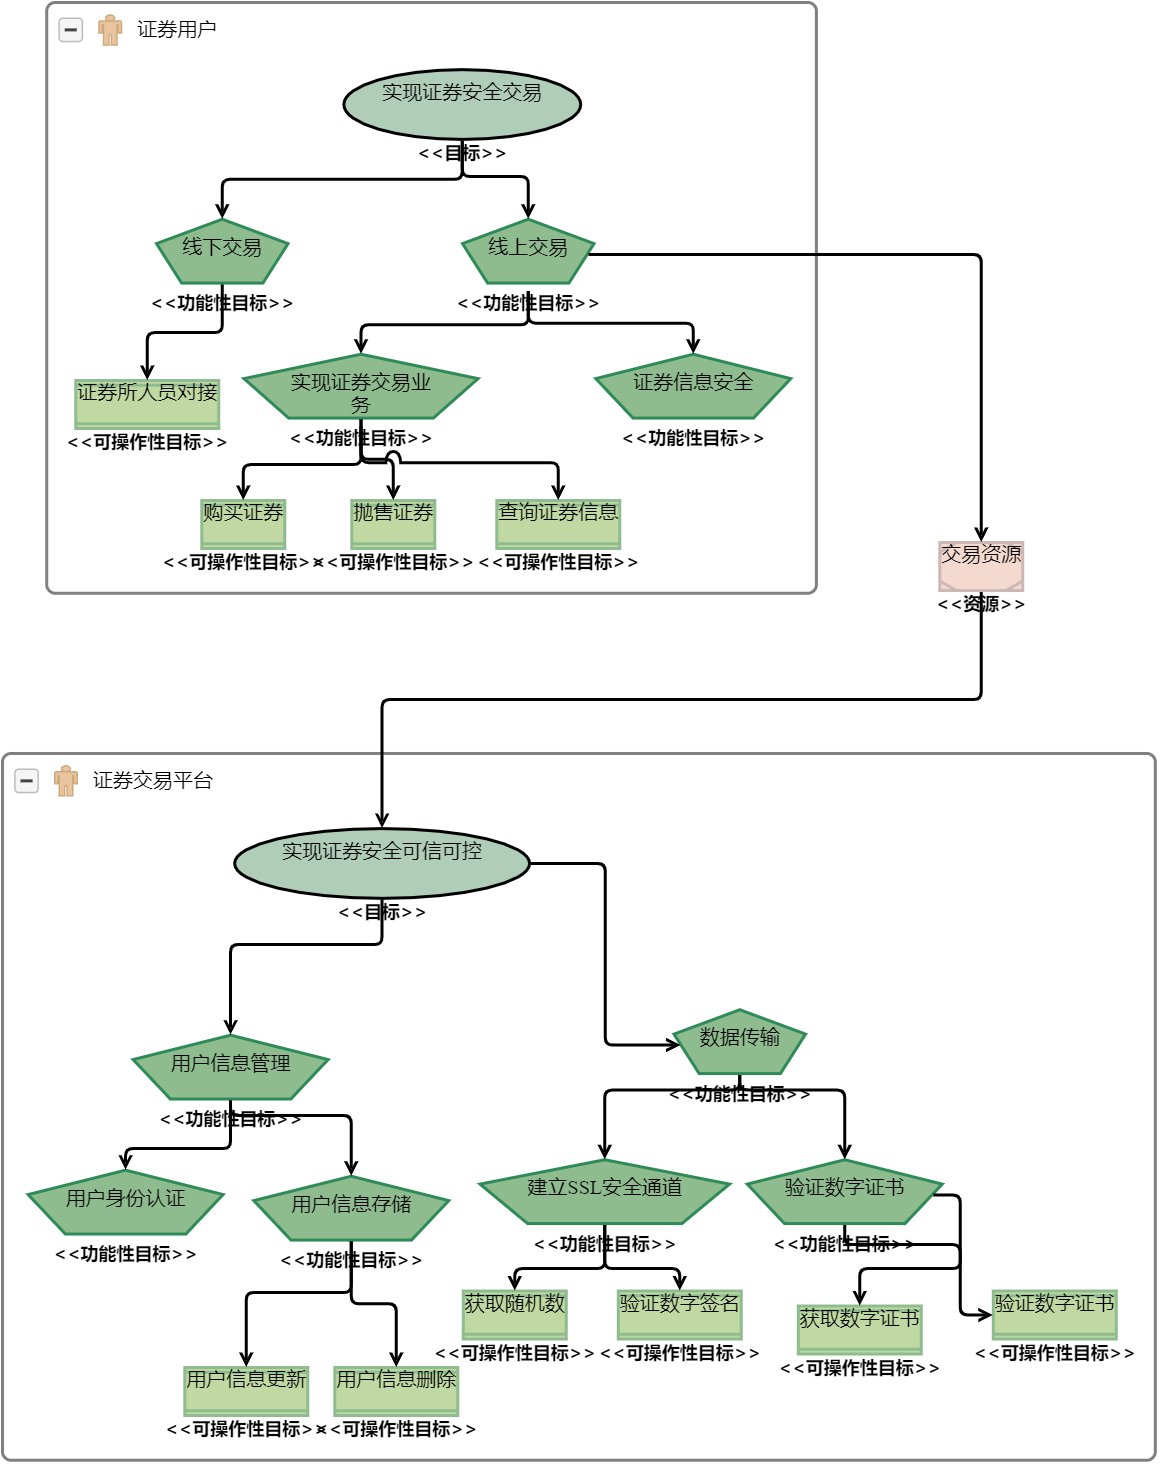 证券用户
实现证券安全交易
<<目标>>
线下交易
线上交易
<<功能性目标>>
<<功能性目标>>
证券所人员对接
实现证券交易业
务
证券信息安全
<<可操作性目标>>
<<功能性目标>>
<<功能性目标>>
购买证券
抛售证券
查询证券信息
<<可操作性目标>>
<<可操作性目标>>
<<可操作性目标>>
交易资源
<<资源>>
证券交易平台
实现证券安全可信可控
<<目标>>
数据传输
用户信息管理
<<功能性目标>>
<<功能性目标>>
用户身份认证
用户信息存储
建立SSL安全通道
验证数字证书
<<功能性目标>>
<<功能性目标>>
<<功能性目标>>
<<功能性目标>>
获取随机数
验证数字签名
获取数字证书
验证数字证书
<<可操作性目标>>
<<可操作性目标>>
<<可操作性目标>>
<<可操作性目标>>
用户信息更新
用户信息删除
<<可操作性目标>>
<<可操作性目标>>